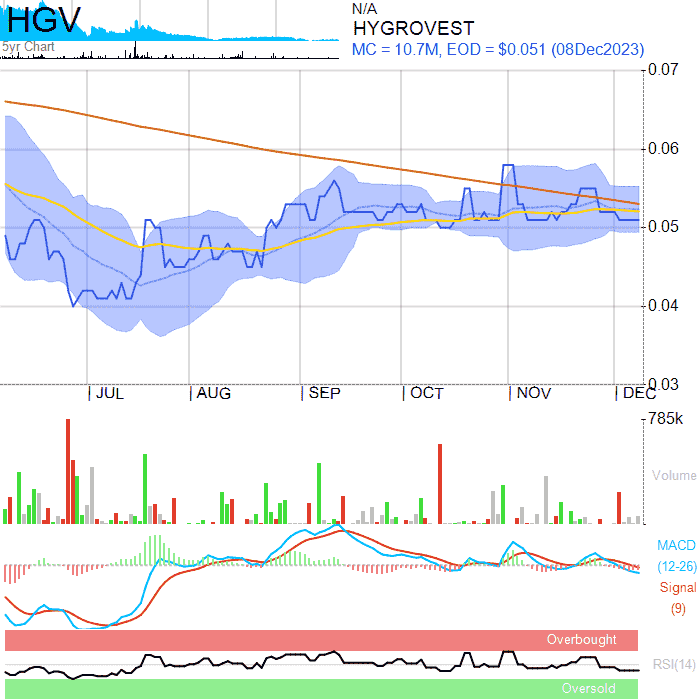 HGV
5yr Chart
N/A
HYGROVEST
MC = 10.7M, EOD = $0.051 (08Dec2023)
0.07
0.06
0.05
0.04
0.03
JUL AUG SEP OCT NOV DEC
785k
Volume
MACD
(12-26)
Signal
(9)
Overbought
RSI(14)
Oversold